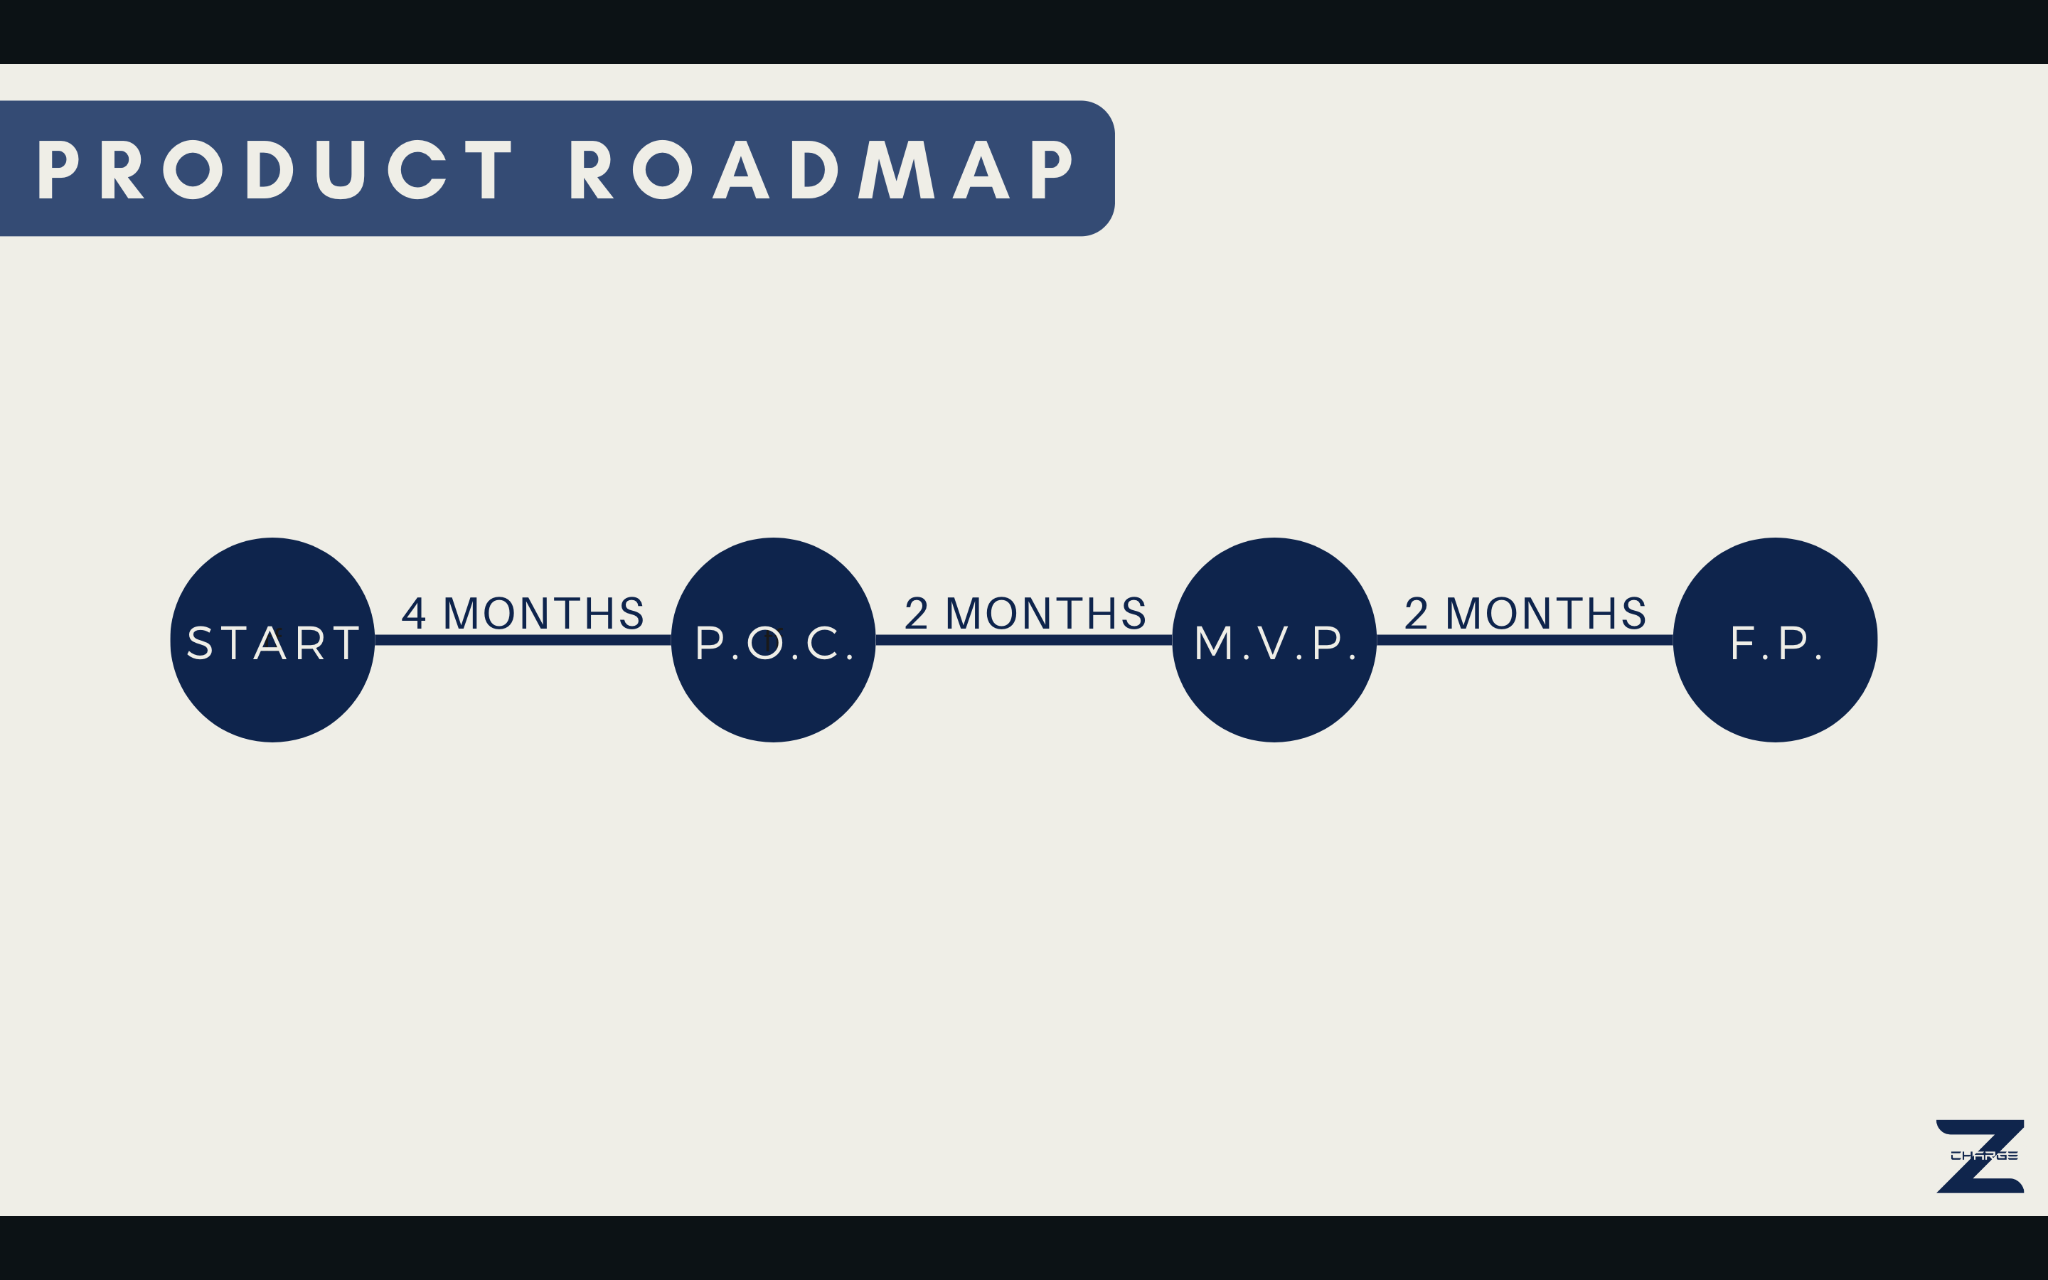 PRODUCT ROADMAP
START
4 MONTHS
P.O.C.
2 MONTHS
M.V.P.
2 MONTHS
F.P.
Z
CHARGE